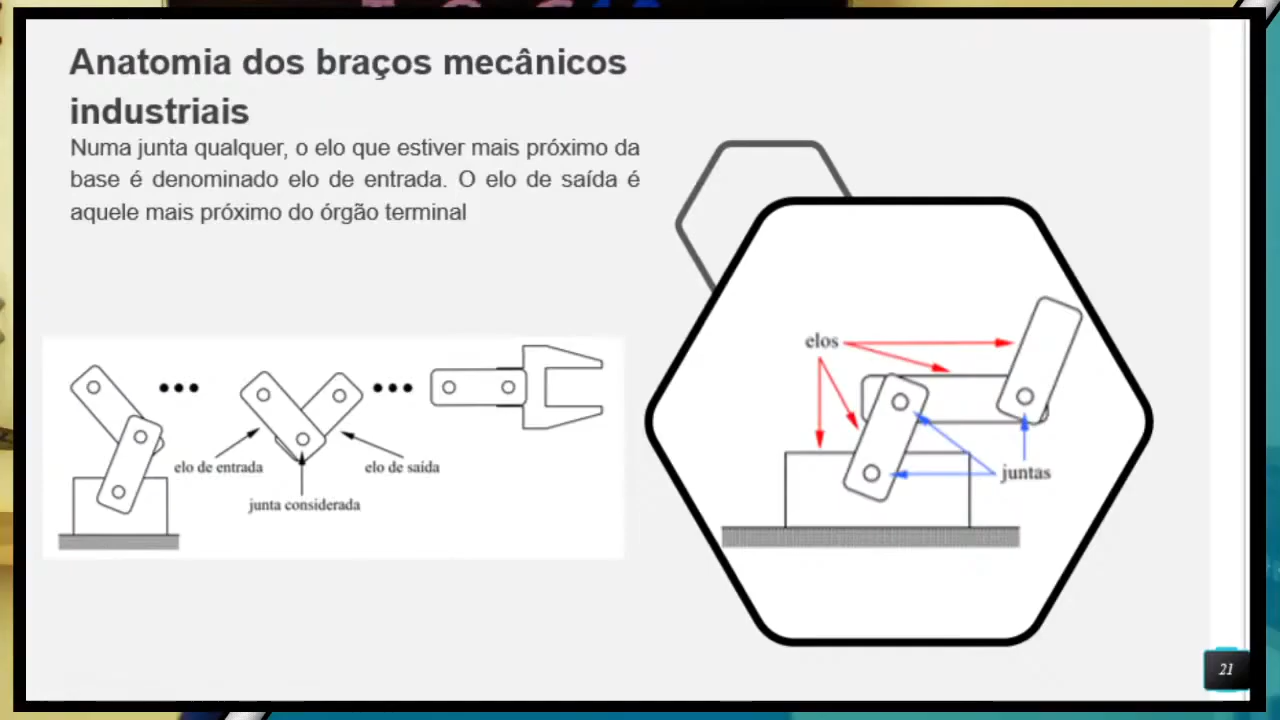 Anatomia dos braços mecânicos
industriais
Numa junta qualquer, o elo que estiver mais próximo da
base é denominado elo de entrada. O elo de saída é
aquele mais próximo do órgão terminal
elo de entrada
elo de saída
junta considerada
elos
juntas
21